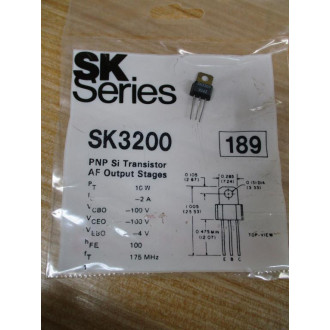 SK
Series
SK3200
189
PNP Si Transistor
AF Output Stages
PT 10 W
-2 A
VCBO -100 V
VCEO -100 V
VEBO -4 V
hFE 100
fT 175 MHz
TOP-VIEW
E B C